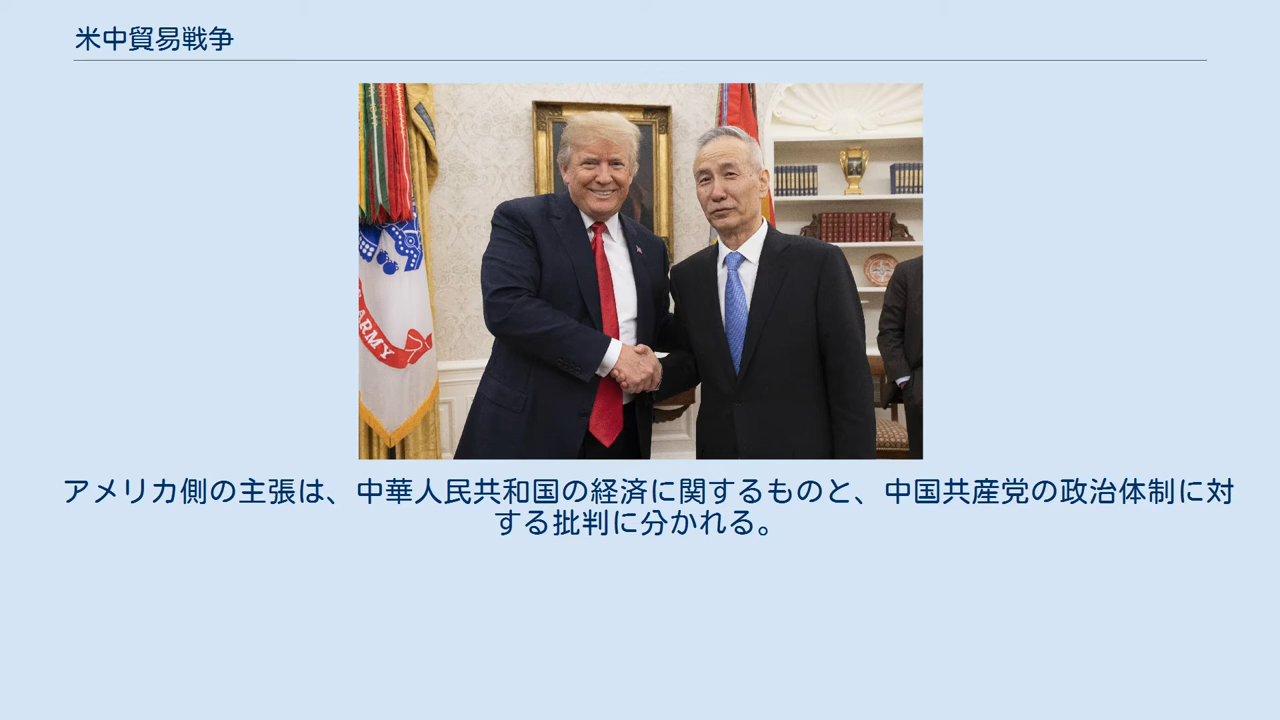 米中貿易戦争
ARMY
アメリカ側の主張は、中華人民共和国の経済に関するものと、中国共産党の政治体制に対
する批判に分かれる。